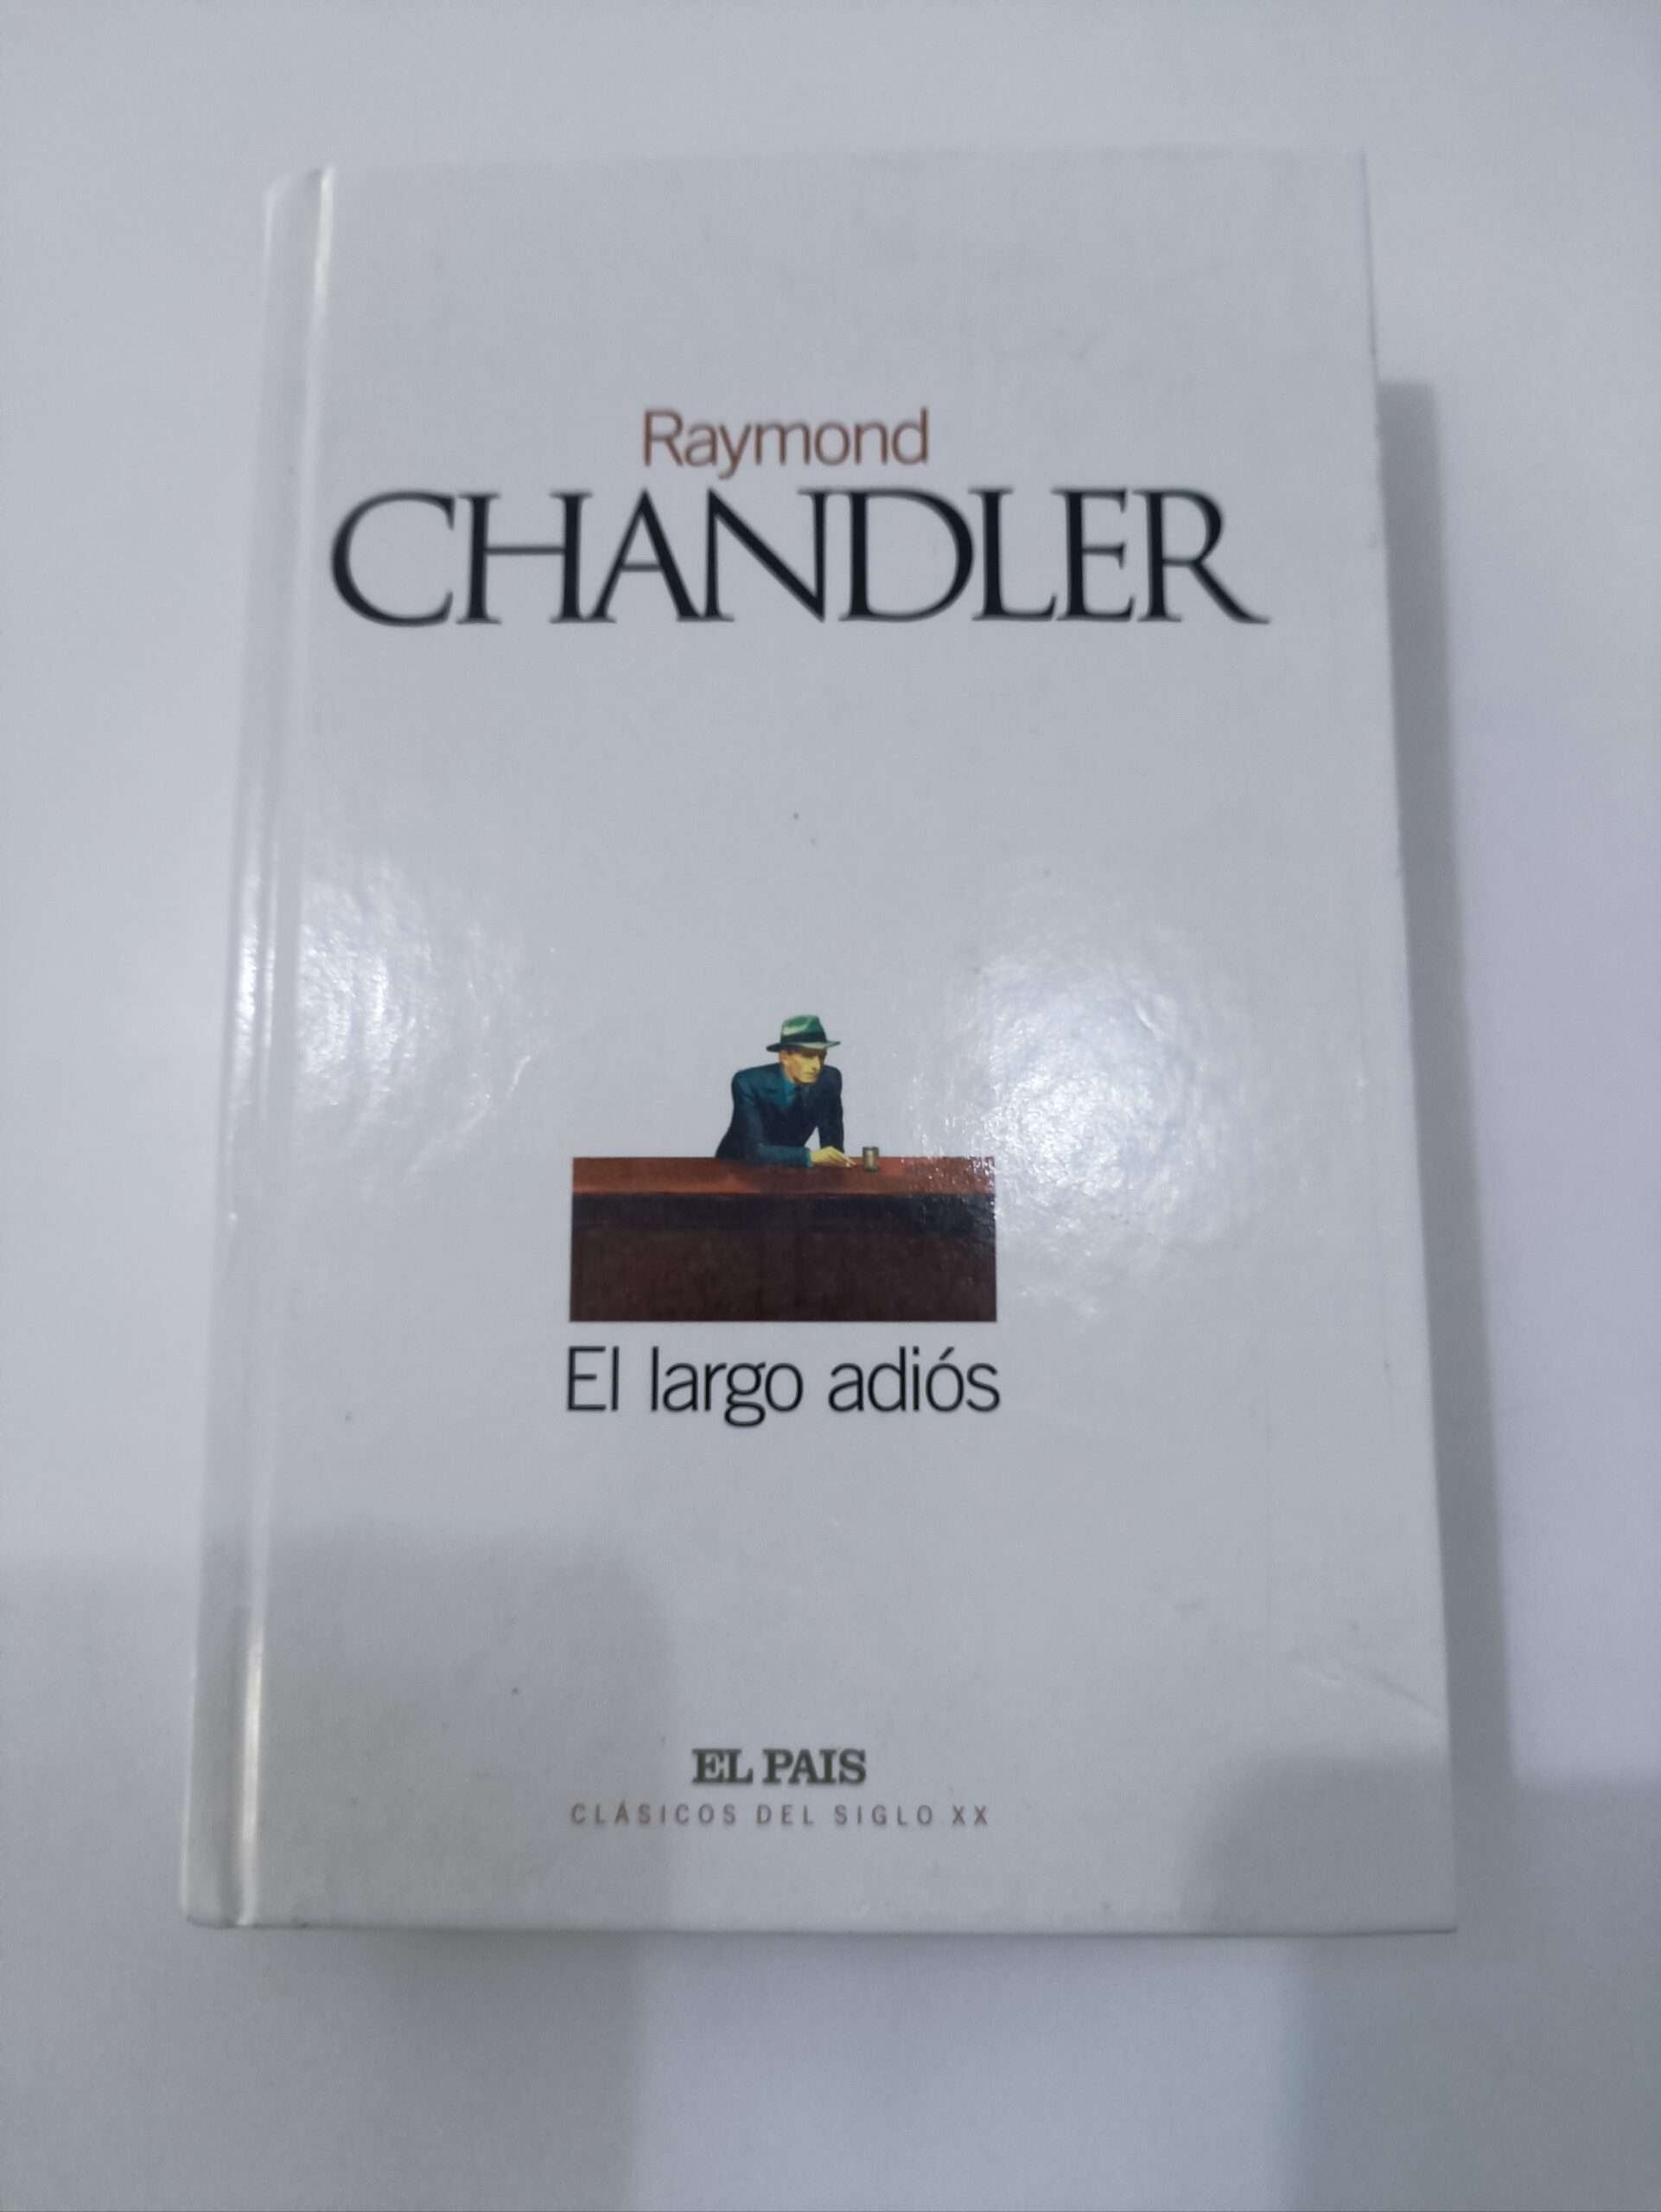 Raymond
CHANDLER
El largo adiós
EL PAIS
CLÁSICOS DEL SIGLO XX